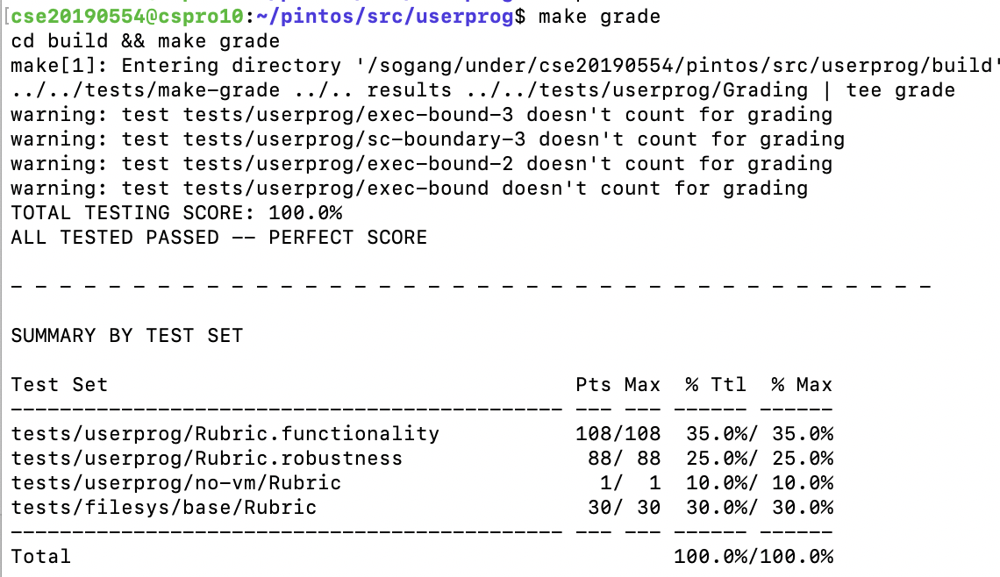 [cse20190554@cspro10:~/pintos/src/userprog$ make grade
cd build && make grade
make[1]: Entering directory '/sogang/under/cse20190554/pintos/src/userprog/build'
../../tests/make-grade ../.. results ../../tests/userprog/Grading | tee grade
warning: test tests/userprog/exec-bound-3 doesn't count for grading
warning: test tests/userprog/sc-boundary-3 doesn't count for grading
warning: test tests/userprog/exec-bound-2 doesn't count for grading
warning: test tests/userprog/exec-bound doesn't count for grading
TOTAL TESTING SCORE: 100.0%
ALL TESTED PASSED -- PERFECT SCORE
- - - - - - - - - - - - - - - - - - - - - - - - - - - - - - - - - - - - - -
SUMMARY BY TEST SET
Test Set                                      Pts Max  % Ttl  % Max
--------------------------------------------- --- --- ------ ------
tests/userprog/Rubric.functionality           108/108  35.0%/ 35.0%
tests/userprog/Rubric.robustness               88/ 88  25.0%/ 25.0%
tests/userprog/no-vm/Rubric                     1/  1  10.0%/ 10.0%
tests/filesys/base/Rubric                      30/ 30  30.0%/ 30.0%
--------------------------------------------- --- --- ------ ------
Total                                                 100.0%/100.0%